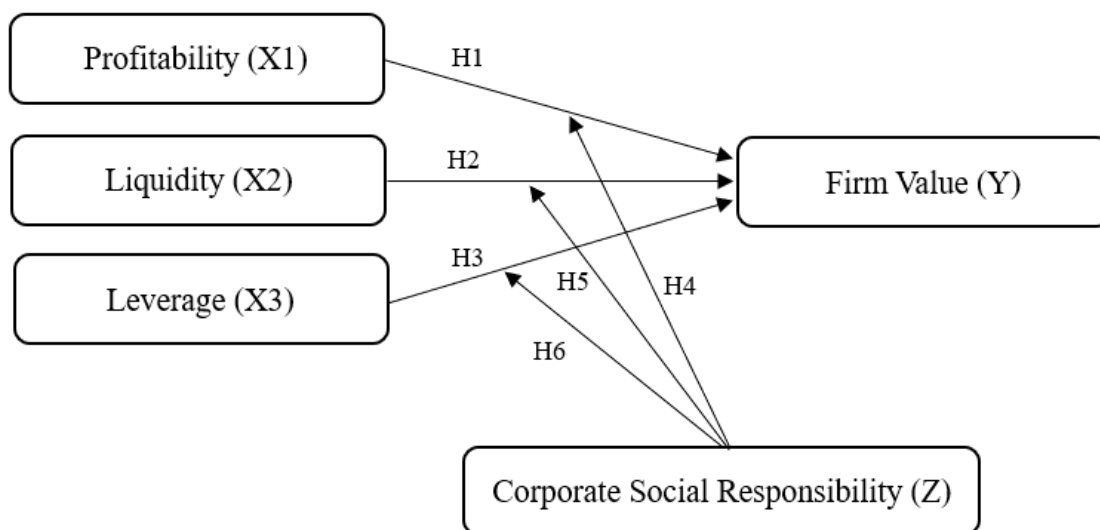 Profitability (X1)
H1
Liquidity (X2)
H2
Firm Value (Y)
Leverage (X3)
H3
H5
H4
H6
Corporate Social Responsibility (Z)